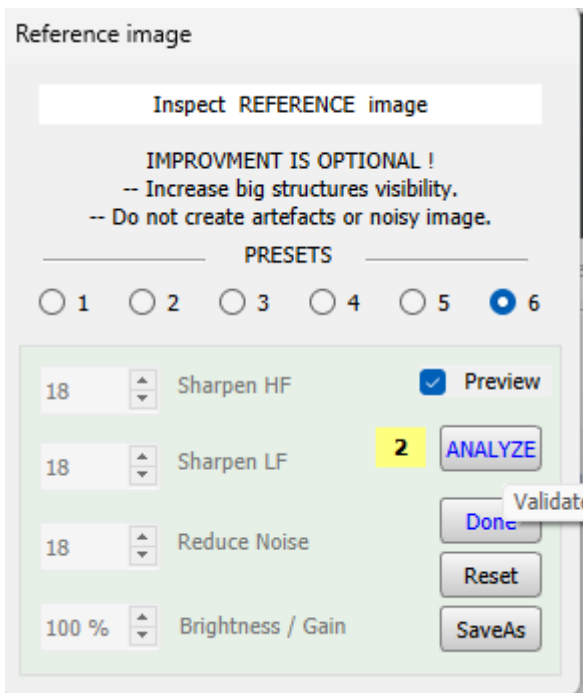 Reference image
Inspect REFERENCE image
IMPROVMENT IS OPTIONAL !
-- Increase big structures visibility.
-- Do not create artefacts or noisy image.
PRESETS
1 2 3 4 5 6
18 Sharpen HF Preview
18 Sharpen LF 2 ANALYZE
Validate
Done
18 Reduce Noise
Reset
100 % Brightness / Gain SaveAs